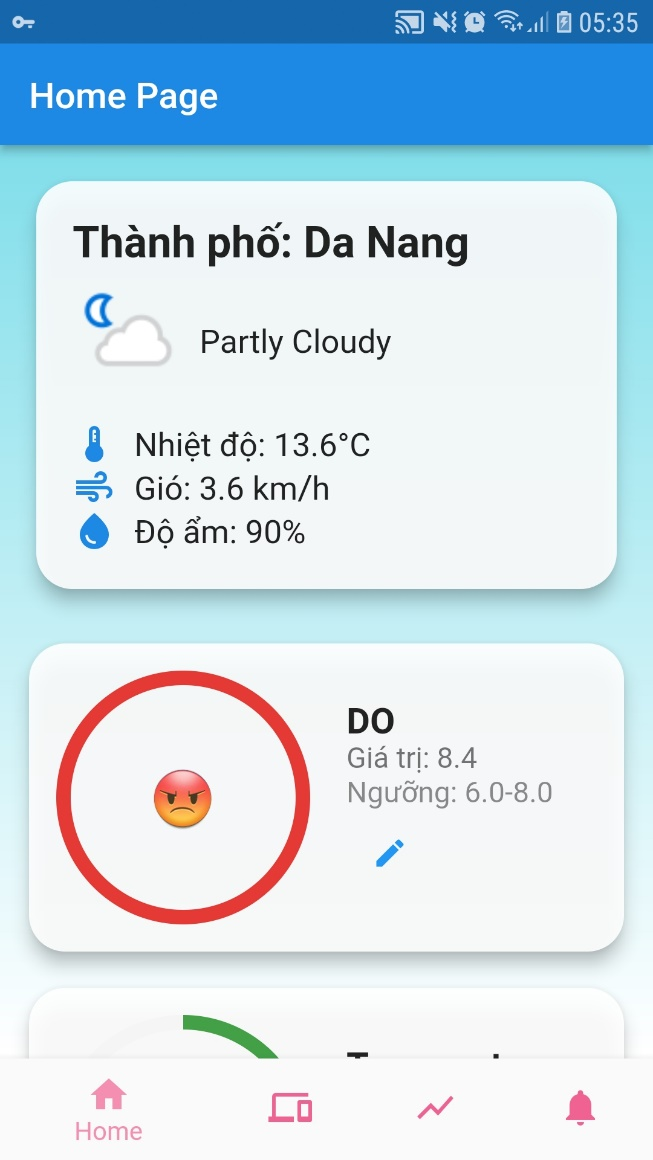 05:35
Home Page
Thành phố: Da Nang
Partly Cloudy
Nhiệt độ: 13.6°C
Gió: 3.6 km/h
Độ ẩm: 90%
DO
Giá trị: 8.4
Ngưỡng: 6.0-8.0
Home